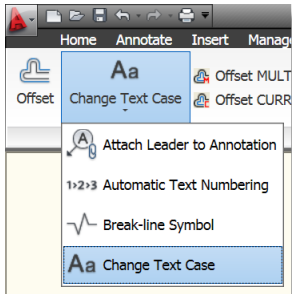 Home Annotate Insert Manag
Aa
Offset Change Text Case
Offset MULT
Offset CURR
A Attach Leader to Annotation
1›2›3 Automatic Text Numbering
Break-line Symbol
Aa Change Text Case